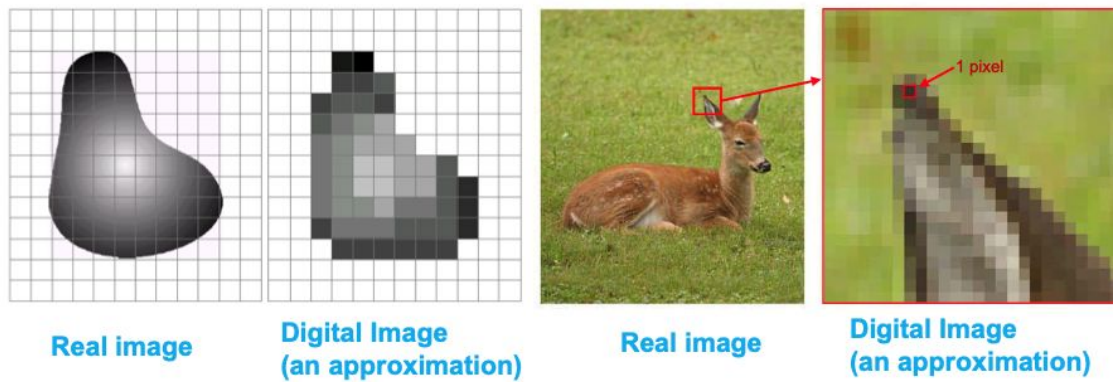 1 pixel
Real image
Digital Image
(an approximation)
Real image
Digital Image
(an approximation)